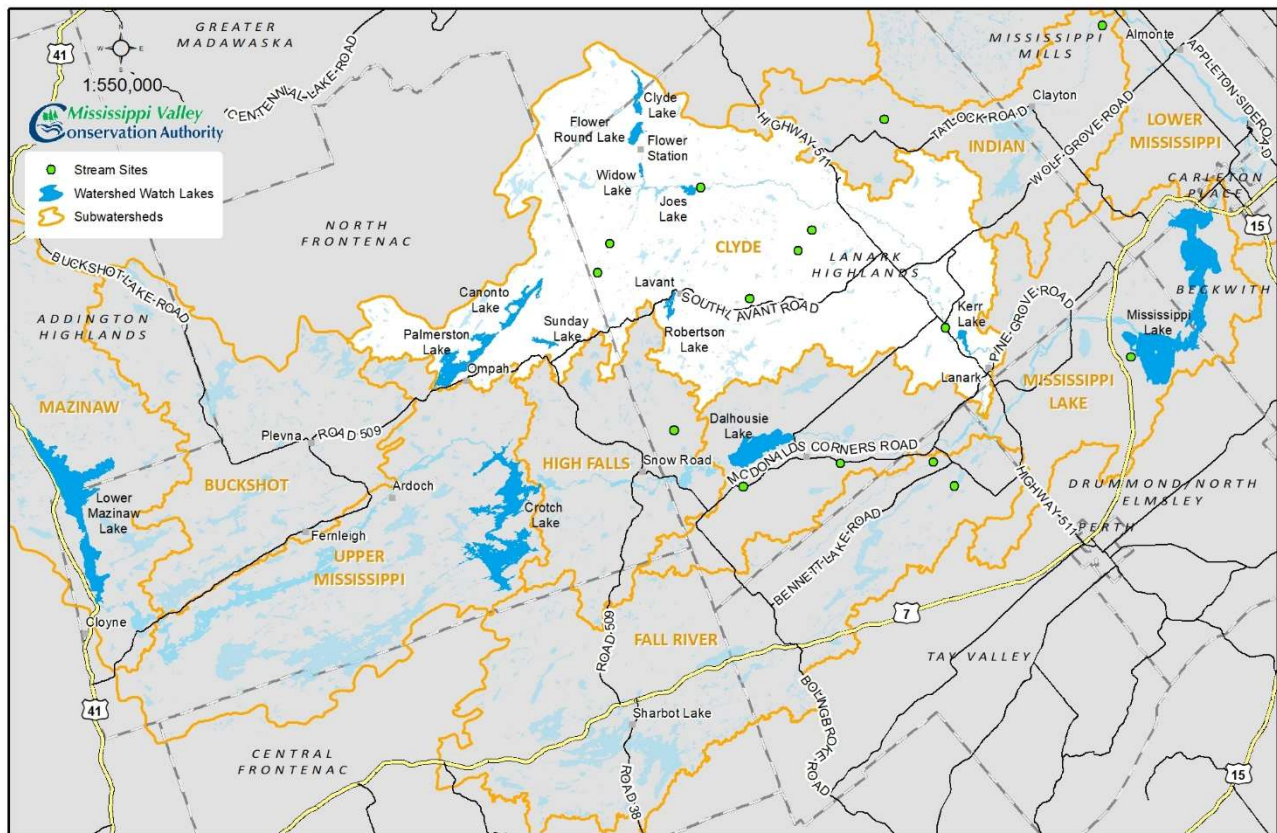 GREATER
MADAWASKA
41
N
W
E
S
1:550,000
CENTENNIAL-LAKE-ROAD
Mississippi Valley
Conservation Authority
Stream Sites
Watershed Watch Lakes
Subwatersheds
MISSISSIPPI
MILLS
Almonte
APPLETON-SIDEROAD
Clayton
TATLOCK-ROAD
HIGHWAY-511
WOLF-GROVE-ROAD
LOWER
MISSISSIPPI
INDIAN
CARLETON
PLACE
15
Clyde
Lake
Flower
Round Lake
Flower
Station
Widow
Lake
Joes
Lake
NORTH
FRONTENAC
CLYDE
LANARK
HIGHLANDS
BUCKSHOT-LAKE-ROAD
ADDINGTON
HIGHLANDS
Canonto
Lake
Lavant
SOUTH-LAVANT ROAD
BECKWITH
Kerr
Lake
PINE-GROVE-ROAD
Mississippi
Lake
Palmerston
Lake
Sunday
Lake
Robertson
Lake
Ompah
Lanark
MISSISSIPPI
LAKE
MAZINAW
Plevna
ROAD 509
Dalhousie
Lake
MCDONALDS CORNERS ROAD
HIGH FALLS
Snow Road
BUCKSHOT
Ardoch
Lower
Mazinaw
Lake
Crotch
Lake
DRUMMOND/NORTH
ELMSLEY
HIGHWAY-511
PERTH
Fernleigh
UPPER
MISSISSIPPI
BENNETT-LAKE-ROAD
Cloyne
7
FALL RIVER
ROAD-509
TAY VALLEY
41
BOLINGBROKE-ROAD
Sharbot Lake
CENTRAL
FRONTENAC
ROAD-38
15